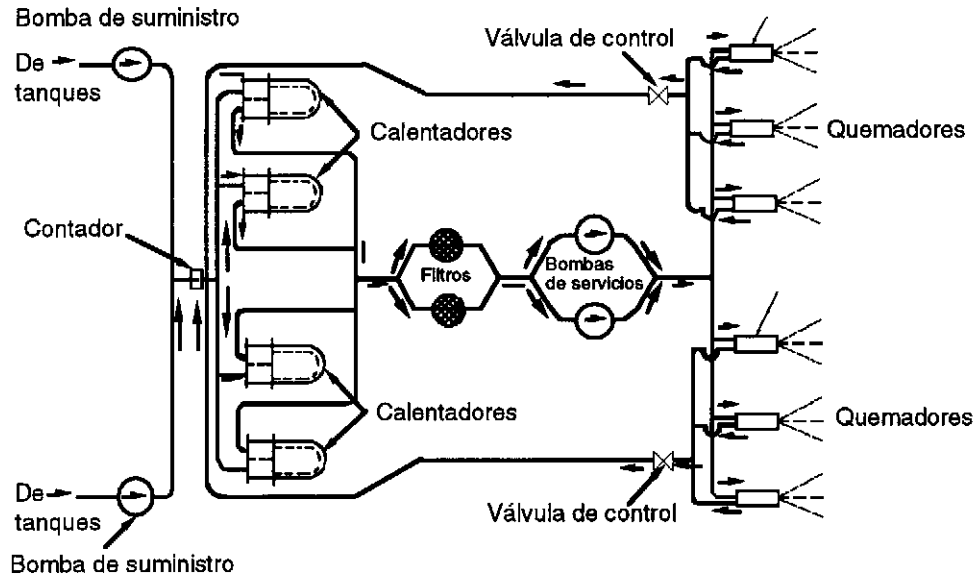 Bomba de suministro
De
tanques
Válvula de control
Calentadores
Quemadores
Contador
Filtros
Bombas
de servicios
Calentadores
Quemadores
De
tanques
Válvula de control
Bomba de suministro